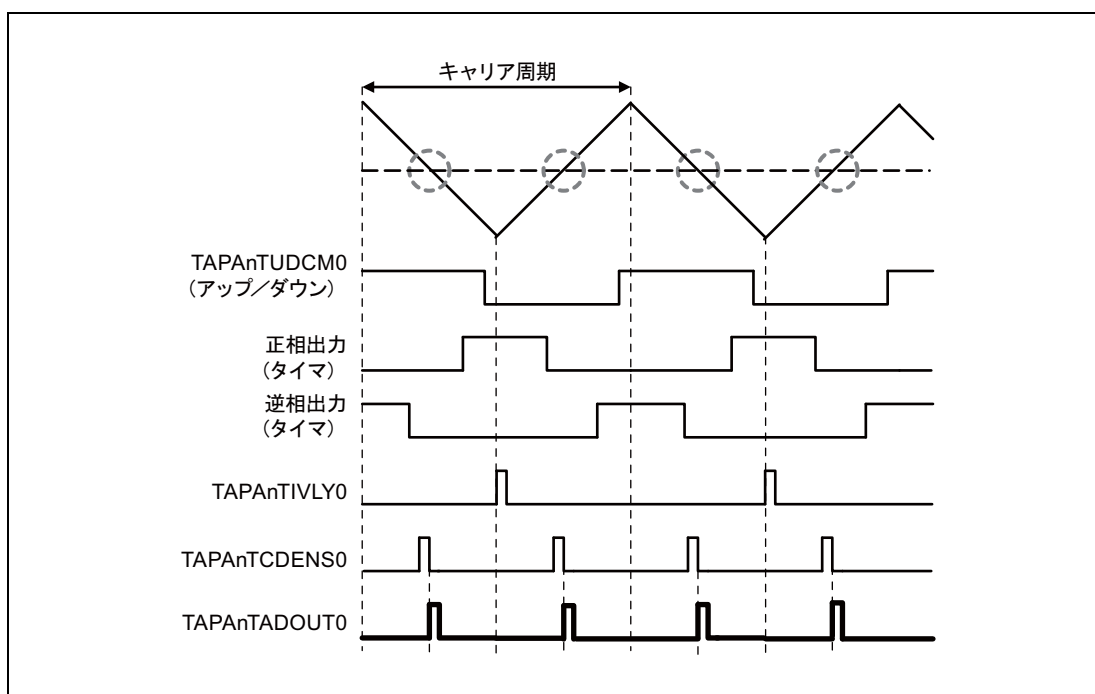 キャリア周期
TAPAnTUDCM0
（アップ／ダウン）
正相出力
（タイマ）
逆相出力
（タイマ）
TAPAnTIVLY0
TAPAnTCDENS0
TAPAnTADOUT0